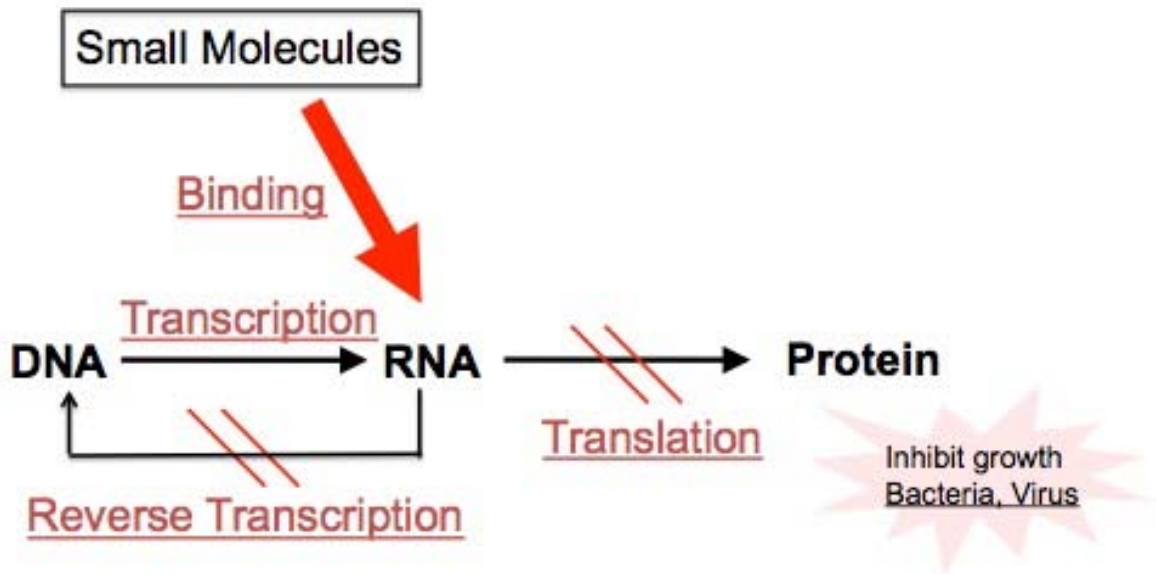 Small Molecules
Binding
Transcription
DNA
RNA
Protein
Translation
Inhibit growth
Bacteria, Virus
Reverse Transcription